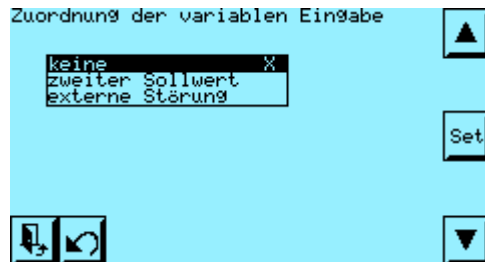 Zuordnung der variablen Eingabe
keine X
zweiter Sollwert
externe Störung
Set